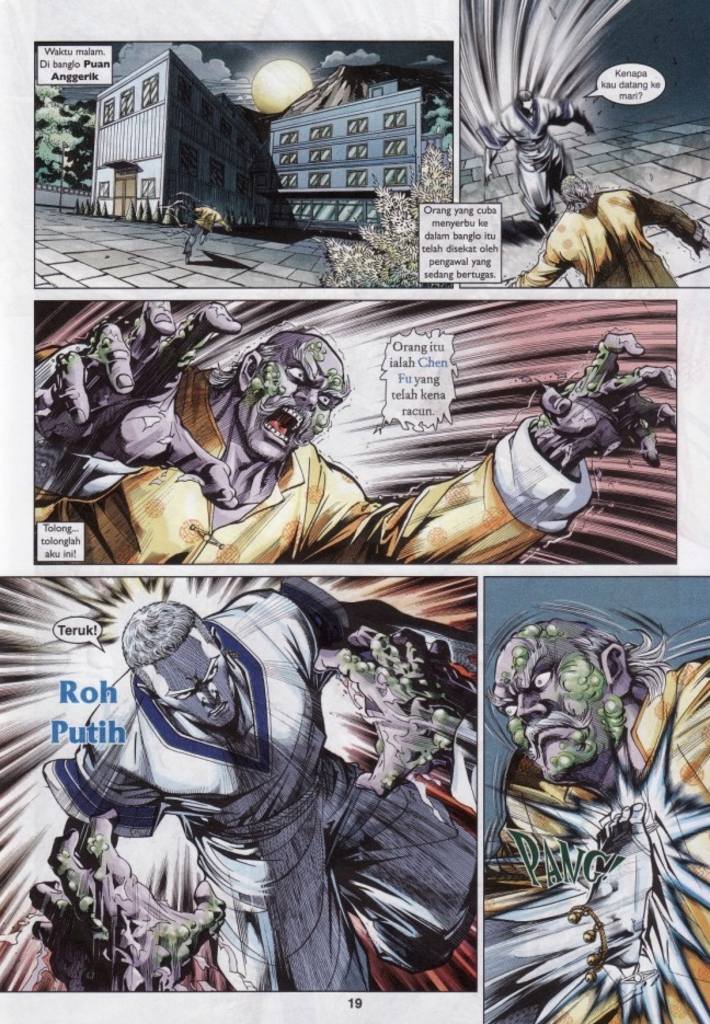 Waktu malam.
Di banglo Puan
Anggerik
Kenapa
kau datang ke
mari?
Orang yang cuba
menyerbu ke
dalam banglo itu
telah disekat oleh
pengawal yang
sedang bertugas.
Orang itu
ialah Chen
Fu yang
telah kena
racun.
Tolong...
tolonglah
aku ini!
Teruk!
Roh
Putih
PANG!
19